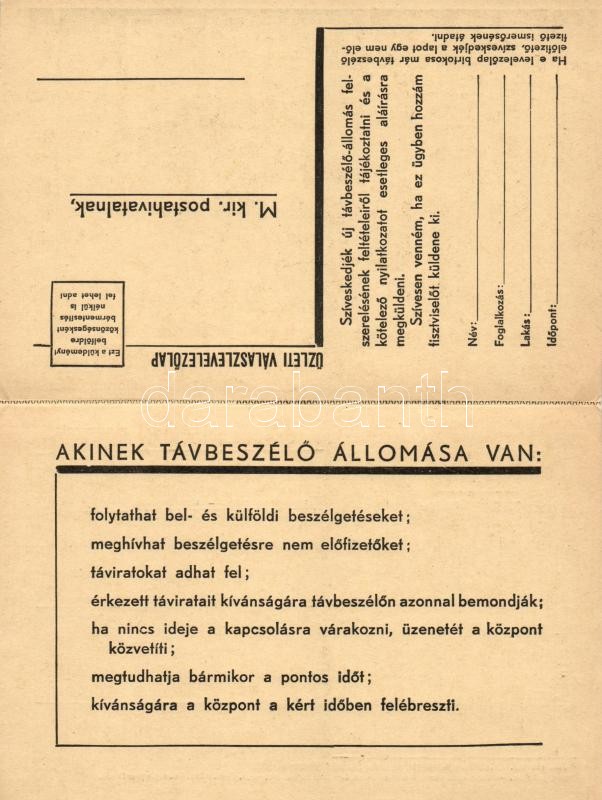 Ha e levelezőlap birtokosa már távbeszélő
előfizető, szíveskedjék a lapot egy nem elő-
fizető ismerősének átadni.
Szíveskedjék új távbeszélő-állomás fel-
szerelésének feltételeiről tájékoztatni és a
kötelező nyilatkozatot esetleges aláírásra
megküldeni.
Szívesen venném, ha ez ügyben hozzám
tisztviselőt küldene ki.
Név:
Foglalkozás:
Lakás:
Időpont:
ÜZLETI VÁLASZLEVELEZŐLAP
Ezt a küldeményt
belföldre
közönségesként
bérmentesítés
nélkül is
fel lehet adni
M. kir. postahivatalnak,
darabanth
AKINEK TÁVBESZÉLŐ ÁLLOMÁSA VAN:
folytathat bel- és külföldi beszélgetéseket;
meghívhat beszélgetésre nem előfizetőket;
táviratokat adhat fel;
érkezett táviratait kívánságára távbeszélőn azonnal bemondják;
ha nincs ideje a kapcsolásra várakozni, üzenetét a központ
közvetíti;
megtudhatja bármikor a pontos időt;
kívánságára a központ a kért időben felébreszti.